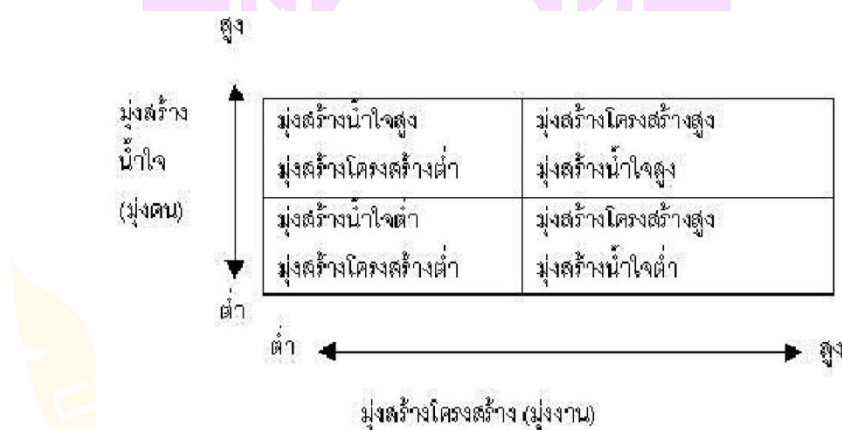 สูง
มุ่งสร้าง
น้ำใจ
(มุ่งคน)
มุ่งสร้างน้ำใจสูง
มุ่งสร้างโครงสร้างต่ำ
มุ่งสร้างโครงสร้างสูง
มุ่งสร้างน้ำใจสูง
มุ่งสร้างน้ำใจต่ำ
มุ่งสร้างโครงสร้างต่ำ
มุ่งสร้างโครงสร้างสูง
มุ่งสร้างน้ำใจต่ำ
ต่ำ
ต่ำ สูง
มุ่งสร้างโครงสร้าง (มุ่งงาน)